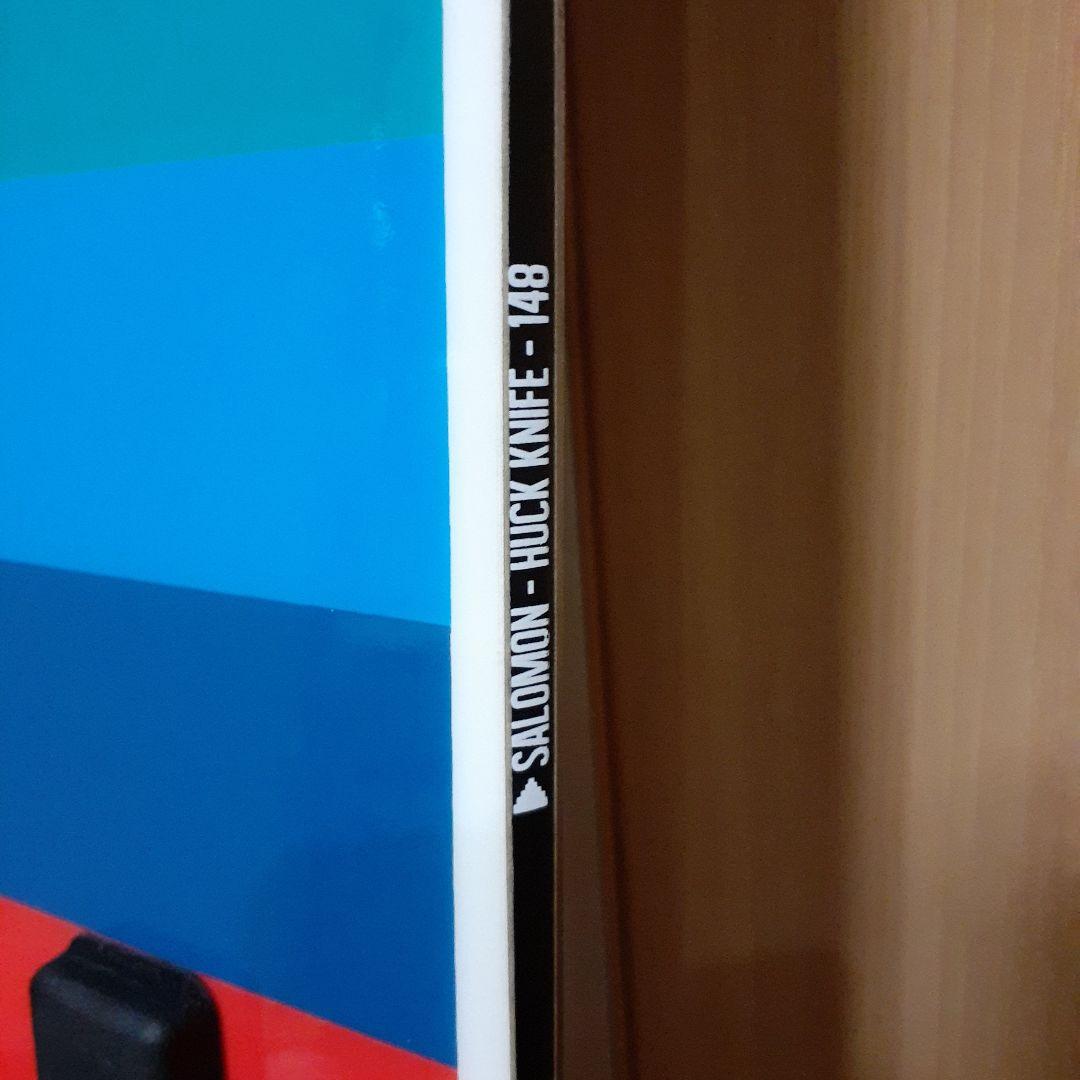 SALOMON - HUCK KNIFE - 148